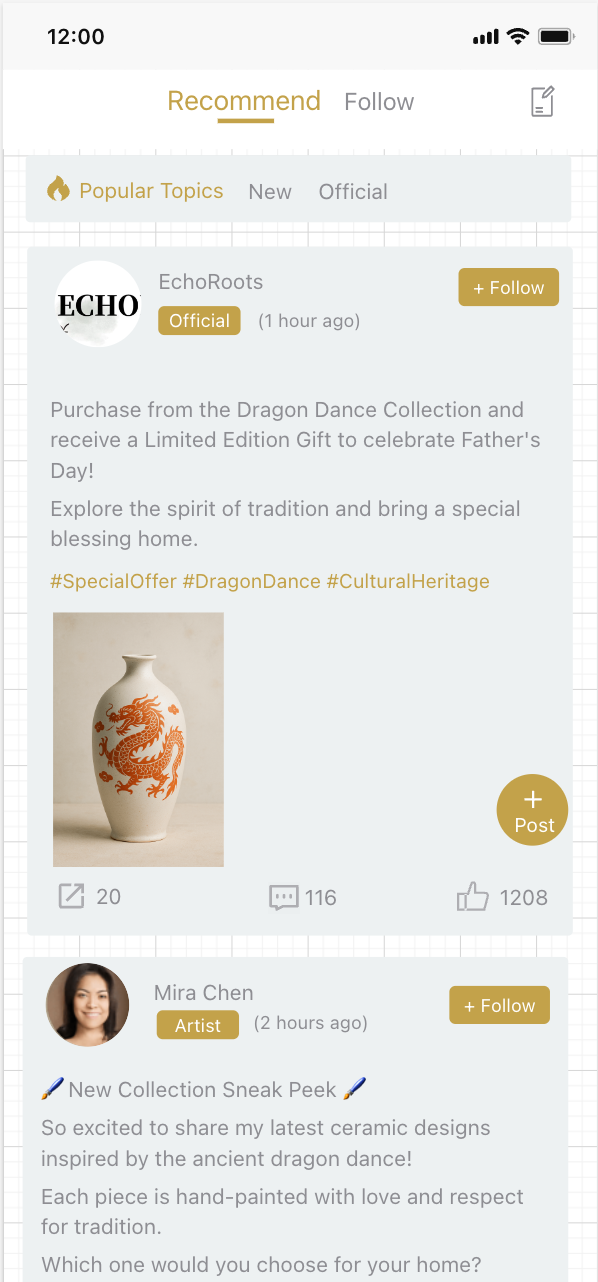 12:00
Recommend Follow
Popular Topics New Official
ECHO
EchoRoots
+ Follow
Official (1 hour ago)
Purchase from the Dragon Dance Collection and
receive a Limited Edition Gift to celebrate Father's
Day!
Explore the spirit of tradition and bring a special
blessing home.
#SpecialOffer #DragonDance #CulturalHeritage
+
Post
20 116 1208
Mira Chen
+ Follow
Artist (2 hours ago)
🖌️New Collection Sneak Peek 🖌️
So excited to share my latest ceramic designs
inspired by the ancient dragon dance!
Each piece is hand-painted with love and respect
for tradition.
Which one would you choose for your home?